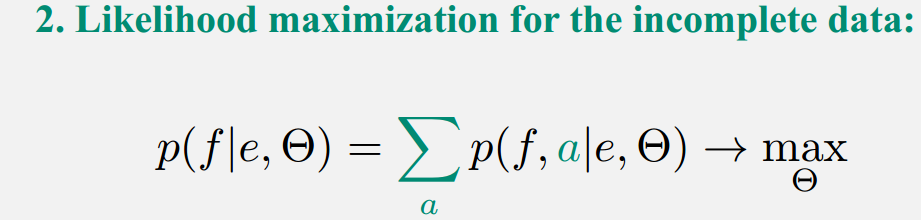 2. Likelihood maximization for the incomplete data:
p(f|e, Θ) = ∑ p(f, a|e, Θ) → max
a Θ